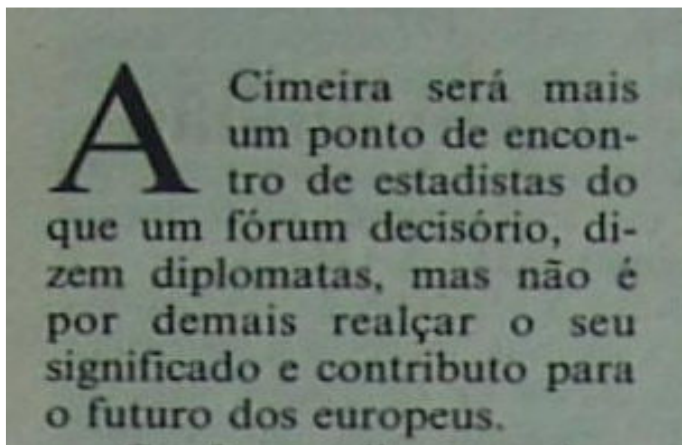 A Cimeira será mais
um ponto de encon-
tro de estadistas do
que um fórum decisório, di-
zem diplomatas, mas não é
por demais realçar o seu
significado e contributo para
o futuro dos europeus.